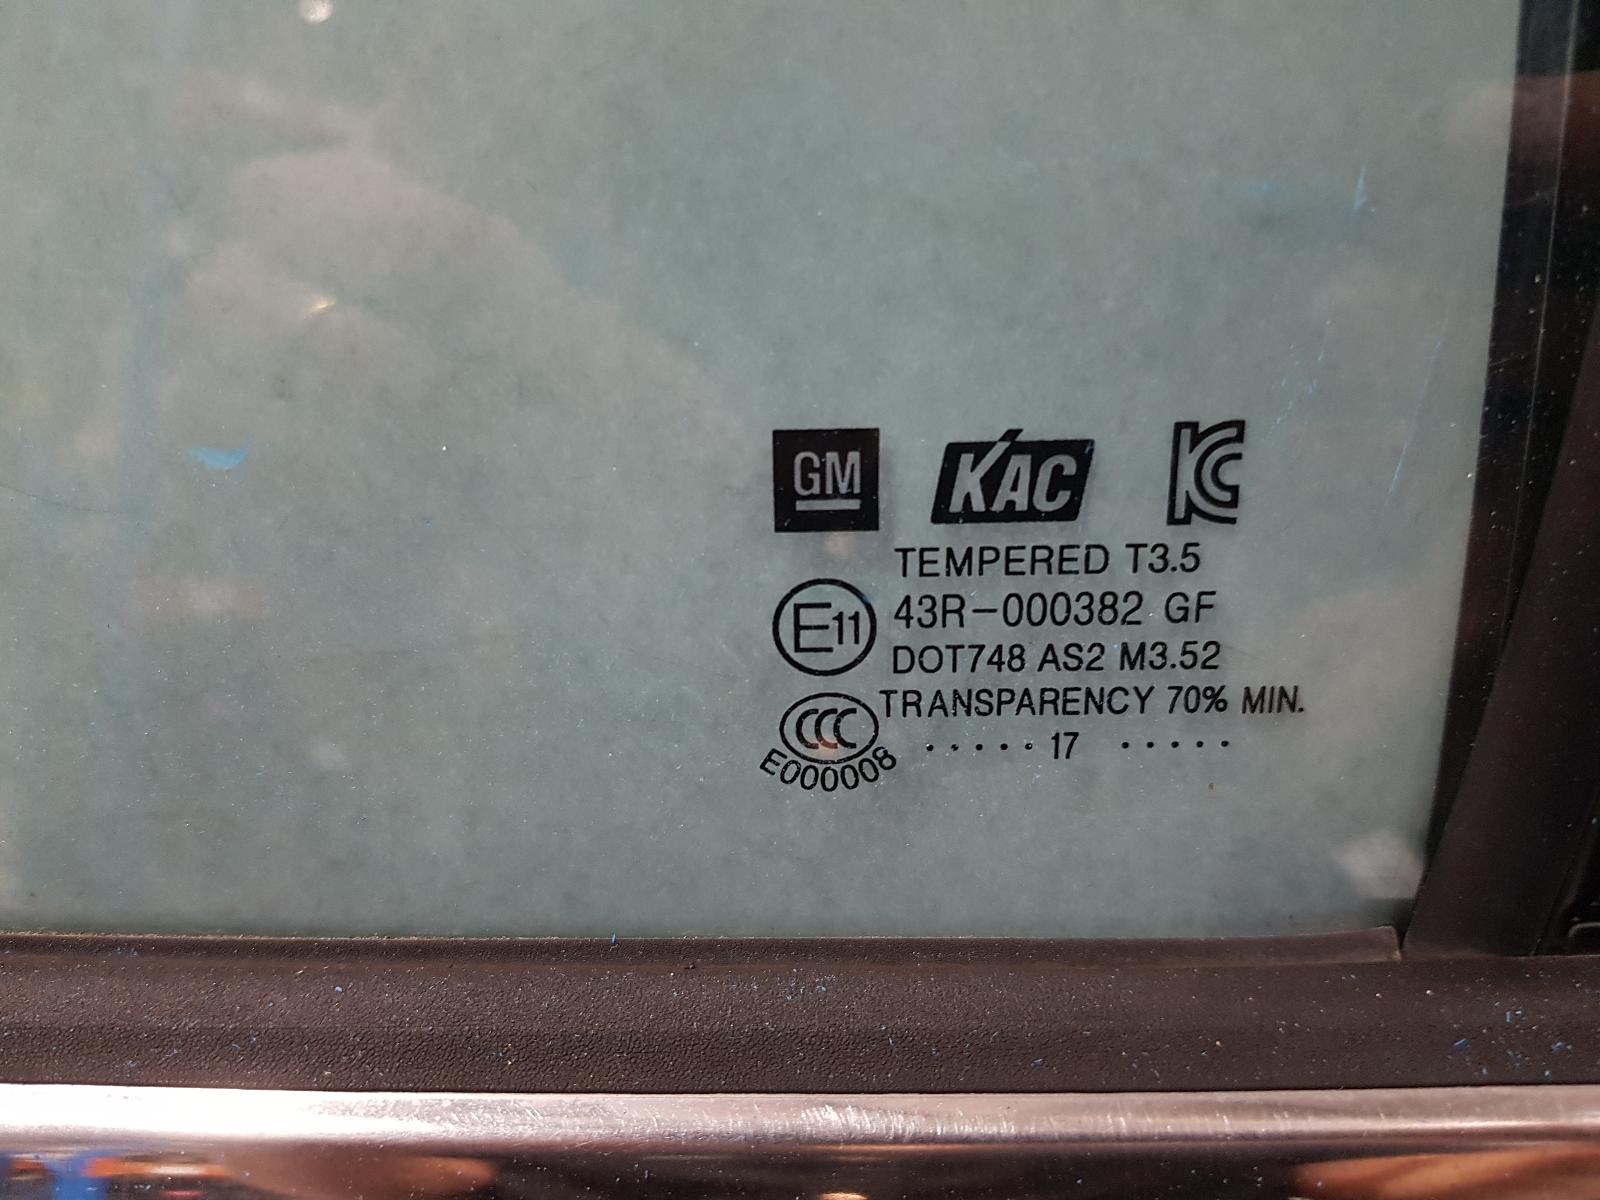 GM KAC KC
TEMPERED T3.5
E11 43R-000382 GF
DOT748 AS2 M3.52
TRANSPARENCY 70% MIN.
CCC
E000008
. . . . . . 17 . . . . .